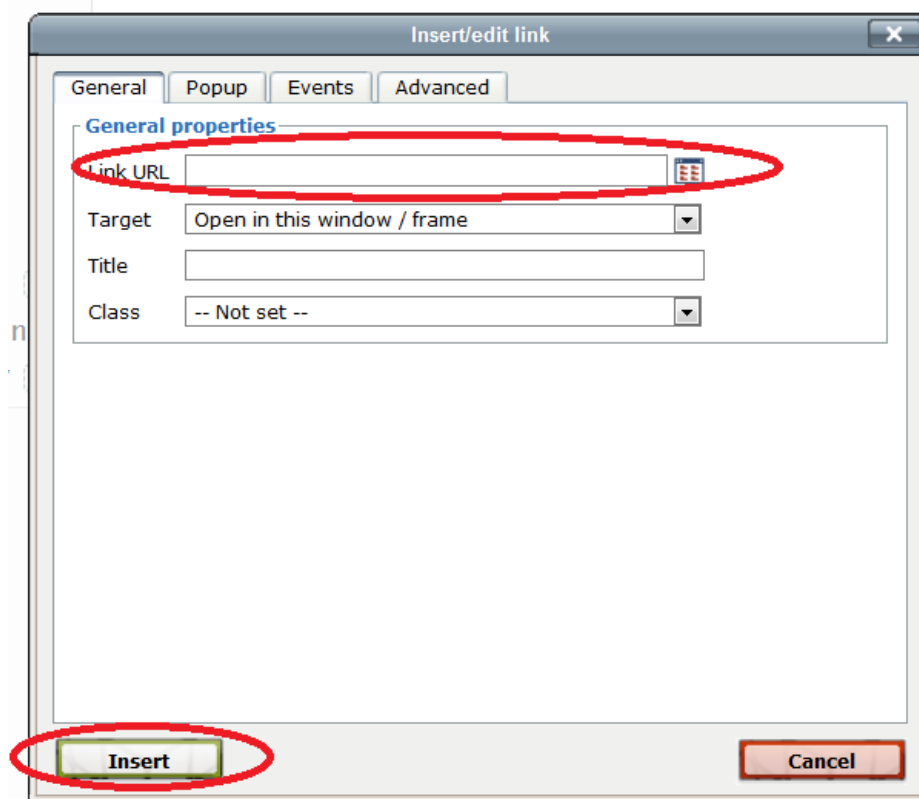 Insert/edit link
General Popup Events Advanced
General properties
Link URL
Target Open in this window / frame
Title
Class -- Not set --
n
Insert Cancel